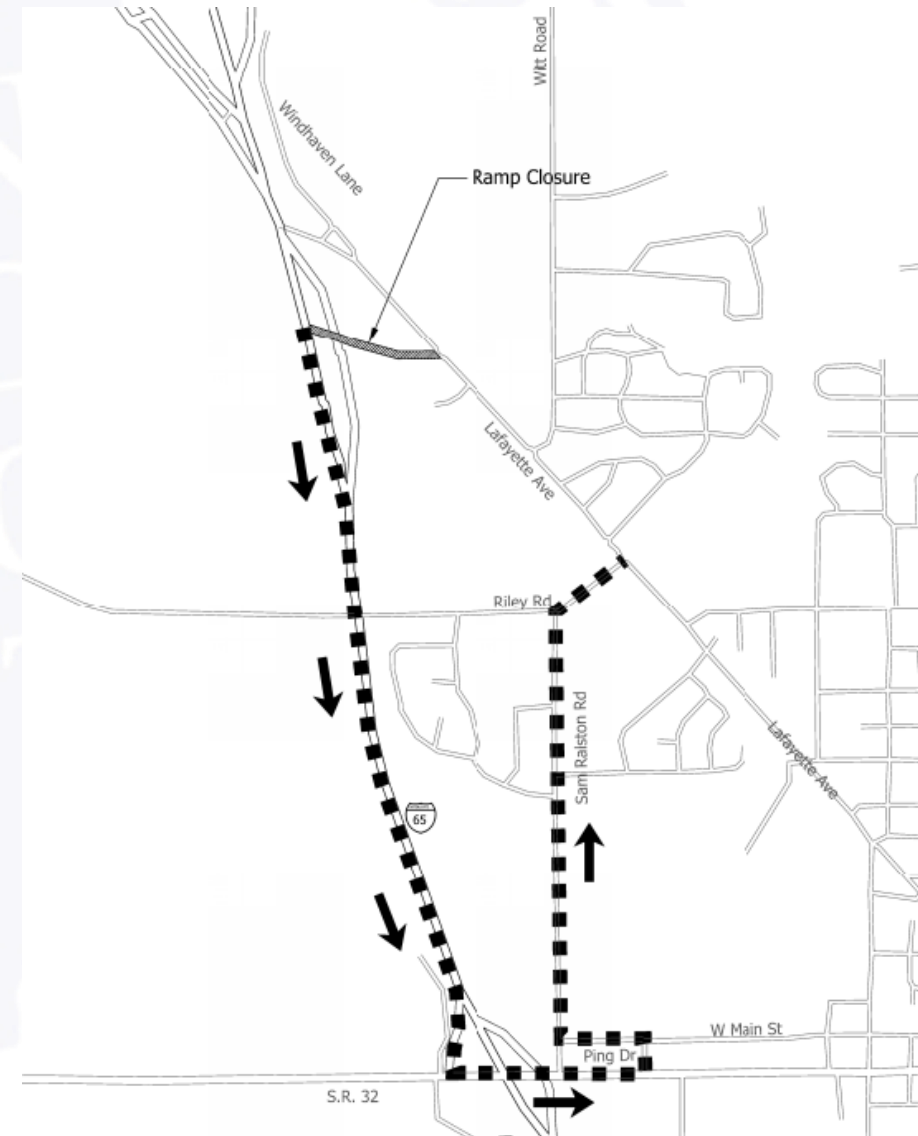 Witt Road
Windhaven Lane
Ramp Closure
Lafayette Ave
Riley Rd
Sam Ralston Rd
Lafayette Ave
65
W Main St
Ping Dr
S.R. 32